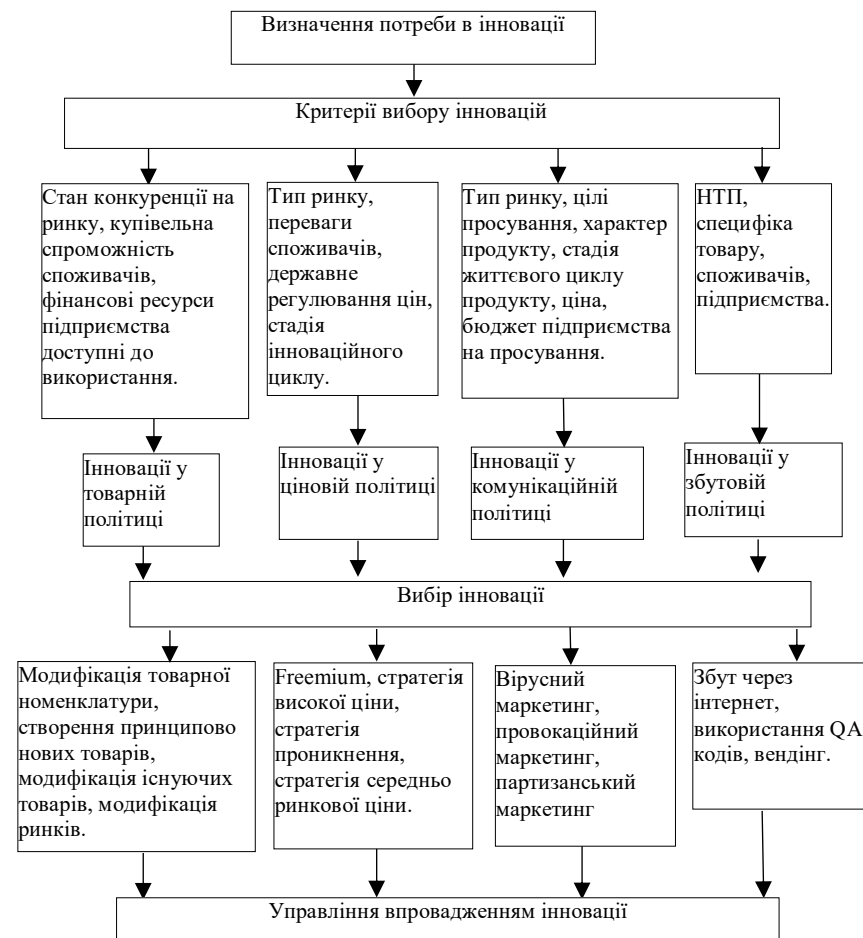 Визначення потреби в інновації
Критерії вибору інновацій
Стан конкуренції на
ринку, купівельна
спроможність
споживачів,
фінансові ресурси
підприємства
доступні до
використання.
Тип ринку,
переваги
споживачів,
державне
регулювання цін,
стадія
інноваційного
циклу.
Тип ринку, цілі
просування, характер
продукту, стадія
життєвого циклу
продукту, ціна,
бюджет підприємства
на просування.
НТП,
специфіка
товару,
споживачів,
підприємства.
Інновації у
товарній
політиці
Інновації у
ціновій політиці
Інновації у
комунікаційній
політиці
Інновації у
збутовій
політиці
Вибір інновації
Модифікація товарної
номенклатури,
створення принципово
нових товарів,
модифікація існуючих
товарів, модифікація
ринків.
Freemium, стратегія
високої ціни,
стратегія
проникнення,
стратегія середньо
ринкової ціни.
Вірусний
маркетинг,
провокаційний
маркетинг,
партизанський
маркетинг
Збут через
інтернет,
використання QA
кодів, вендінг.
Управління впровадженням інновації